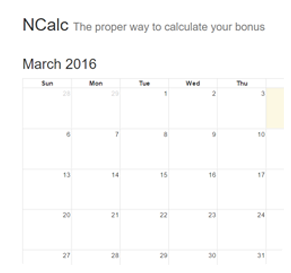 NCalc The proper way to calculate your bonus
March 2016
Sun Mon Tue Wed Thu
28 29 1 2 3
6 7 8 9 10
13 14 15 16 17
20 21 22 23 24
27 28 29 30 31